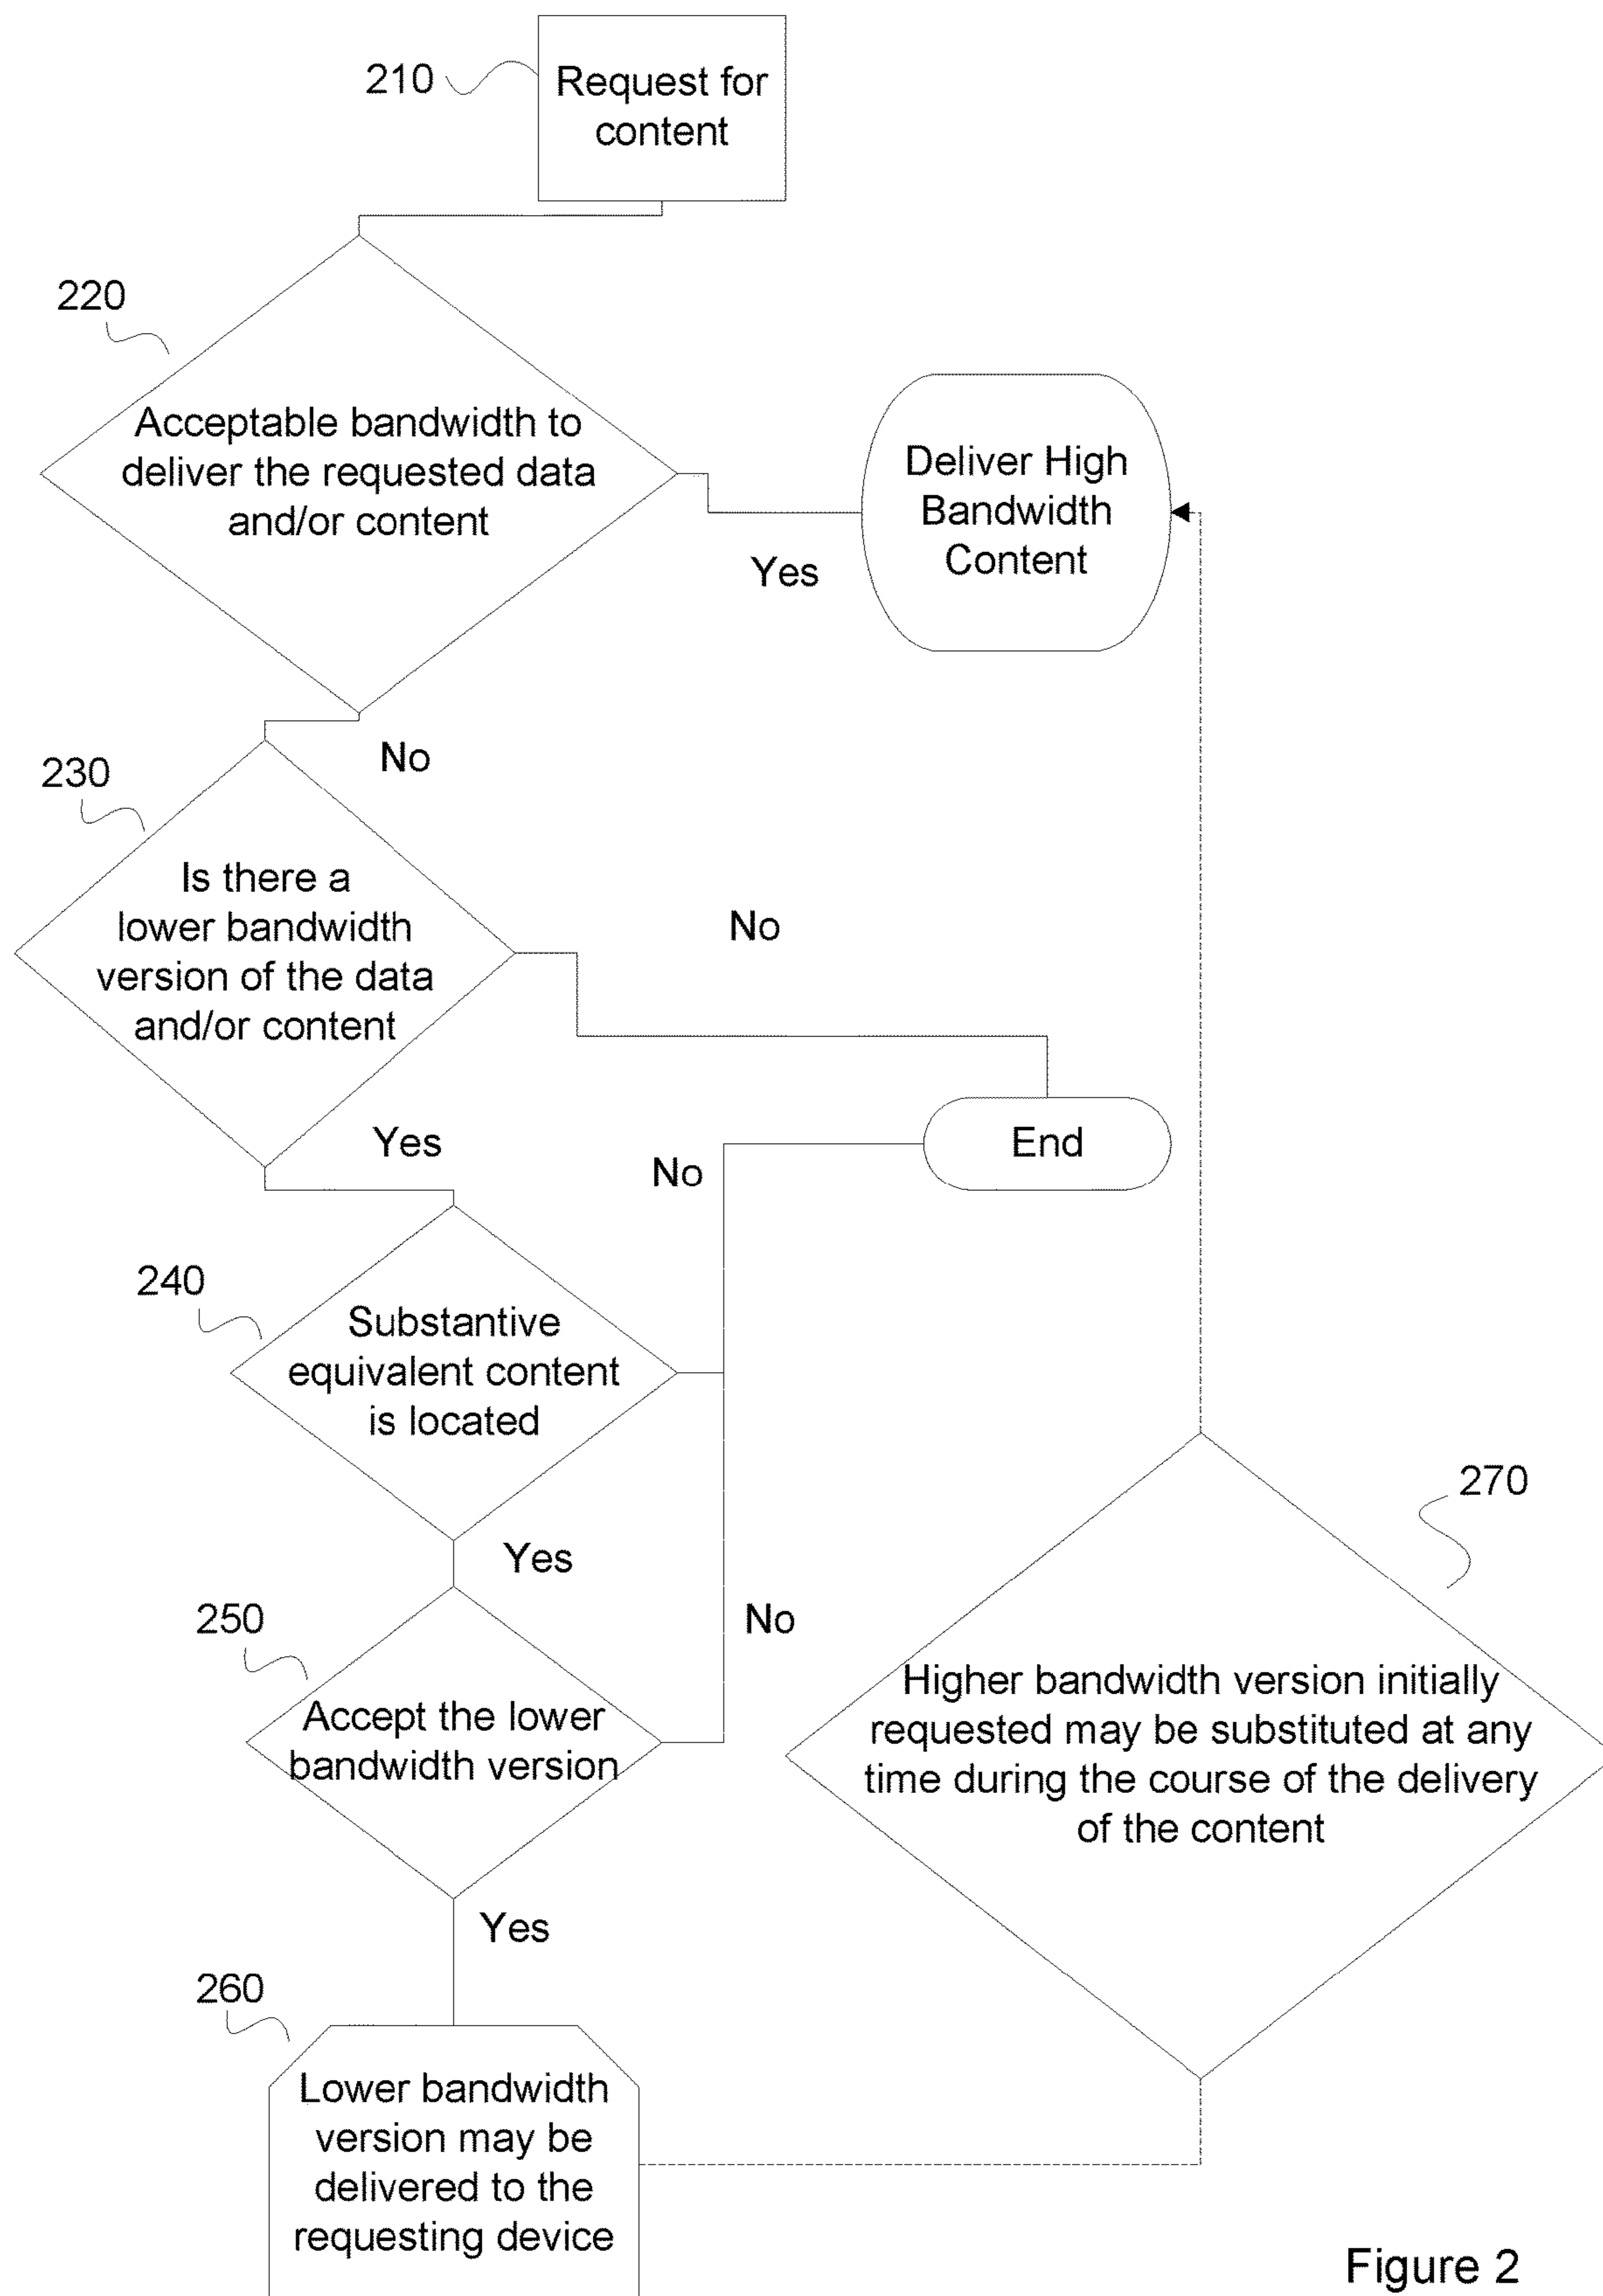 210
Request for
content
220
Acceptable bandwidth to
deliver the requested data
and/or content
Yes
Deliver High
Bandwidth
Content
No
230
Is there a
lower bandwidth
version of the data
and/or content
No
Yes
No
End
240
Substantive
equivalent content
is located
Yes
250
Accept the lower
bandwidth version
No
270
Higher bandwidth version initially
requested may be substituted at any
time during the course of the delivery
of the content
Yes
260
Lower bandwidth
version may be
delivered to the
requesting device
Figure 2